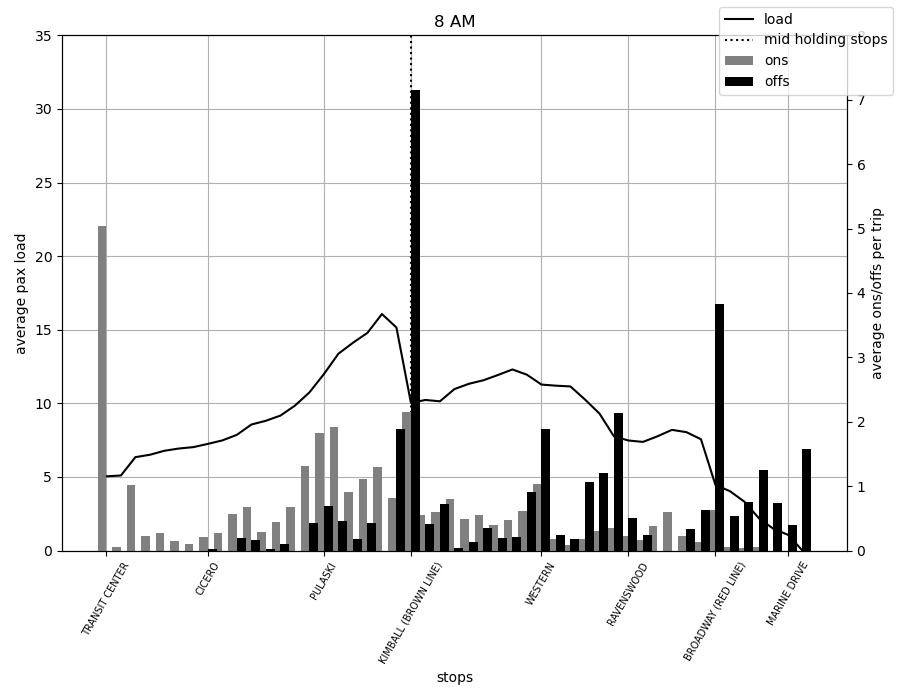 8 AM
load
mid holding stops
ons
offs
35
30
25
20
15
10
5
0
average pax load
8
7
6
5
4
3
2
1
0
average ons/offs per trip
TRANSIT CENTER
CICERO
PULASKI
KIMBALL (BROWN LINE)
WESTERN
RAVENSWOOD
BROADWAY (RED LINE)
MARINE DRIVE
stops